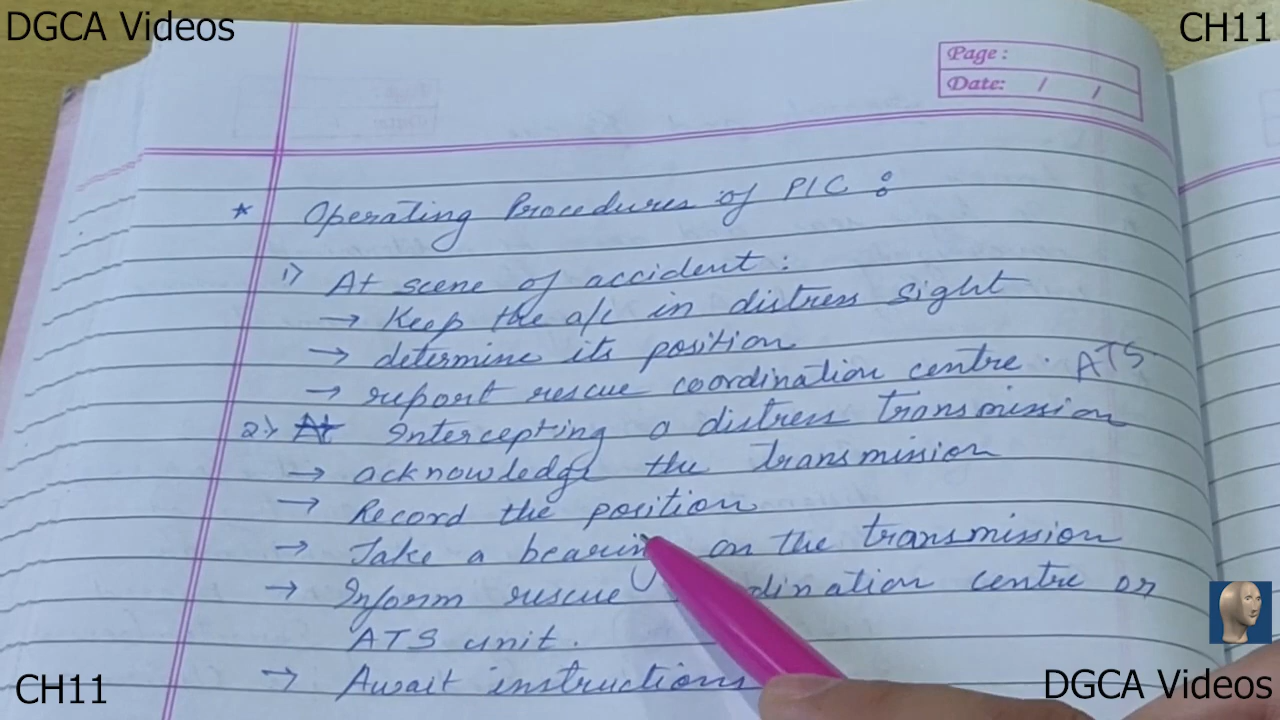 DGCA Videos
CH11
Page :
Date: / /
* Operating Procedures of PIC :
1) At scene of accident :
→ Keep the a/c in distress sight
→ determine its position
→ report rescue coordination centre . ATS
2) At Intercepting a distress transmission
→ acknowledge the transmission
→ Record the position
→ Take a bearing on the transmission
→ Inform rescue dination centre or
ATS unit .
→ Await instructions
CH11
DGCA Videos